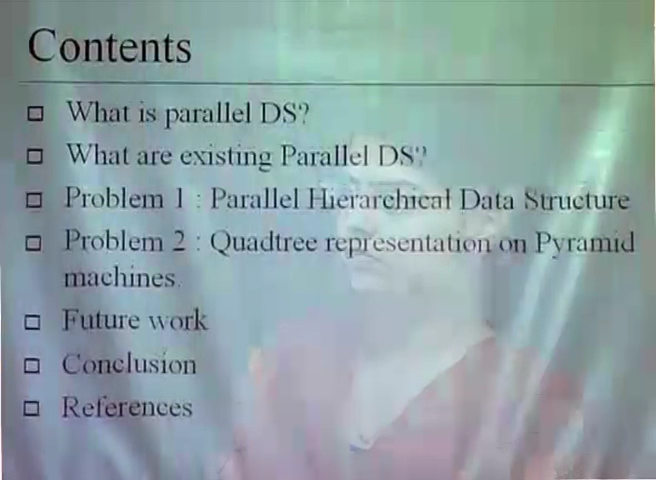 Contents
What is parallel DS?
What are existing Parallel DS?
Problem 1 : Parallel Hierarchical Data Structure
Problem 2 : Quadtree representation on Pyramid
machines.
Future work
Conclusion
References